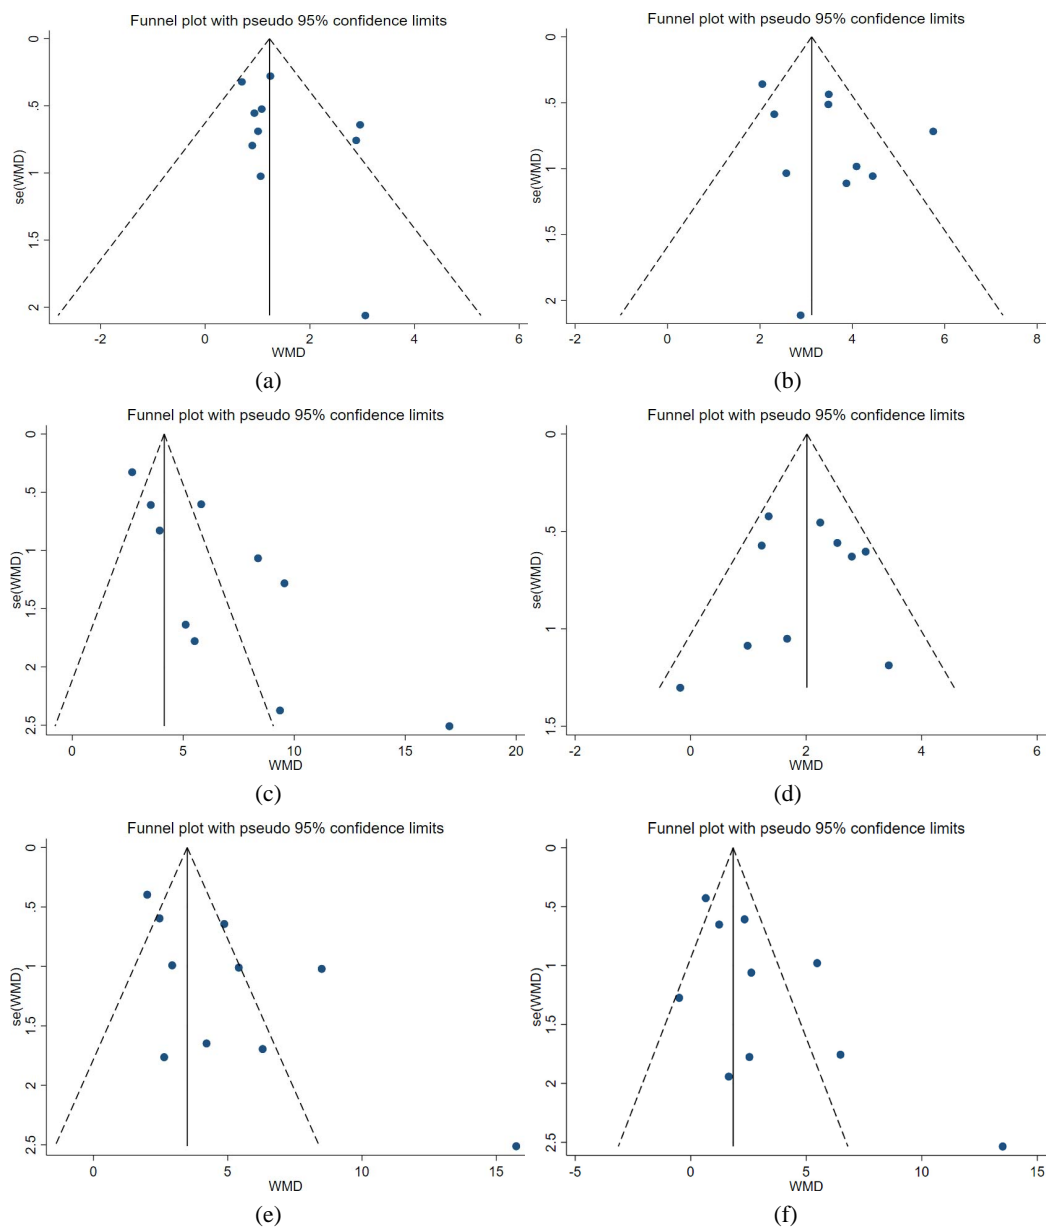 Funnel plot with pseudo 95% confidence limits
0
.5
1
1.5
2
se(WMD)
-2
0
2
4
6
WMD
(a)
Funnel plot with pseudo 95% confidence limits
0
.5
1
1.5
2
se(WMD)
-2
0
2
4
6
8
WMD
(b)
Funnel plot with pseudo 95% confidence limits
0
.5
1
1.5
2
2.5
se(WMD)
0
5
10
15
20
WMD
(c)
Funnel plot with pseudo 95% confidence limits
0
.5
1
1.5
se(WMD)
-2
0
2
4
6
WMD
(d)
Funnel plot with pseudo 95% confidence limits
0
.5
1
1.5
2
2.5
se(WMD)
0
5
10
15
WMD
(e)
Funnel plot with pseudo 95% confidence limits
0
.5
1
1.5
2
2.5
se(WMD)
-5
0
5
10
15
WMD
(f)